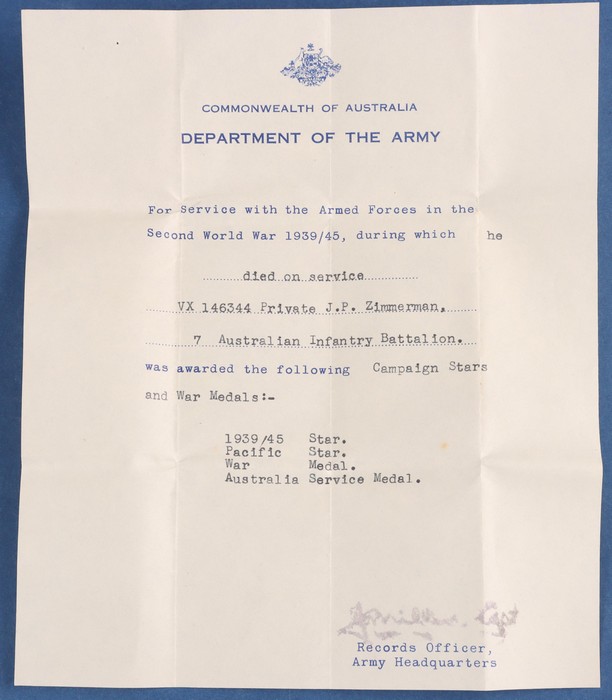 COMMONWEALTH OF AUSTRALIA
DEPARTMENT OF THE ARMY
For Service with the Armed Forces in the
Second World War 1939/45, during which he
died on service
VX 146344 Private J.P. Zimmerman,
7 Australian Infantry Battalion.
was awarded the following Campaign Stars
and War Medals:-
1939/45 Star.
Pacific Star.
War Medal.
Australia Service Medal.
Capt
Records Officer,
Army Headquarters